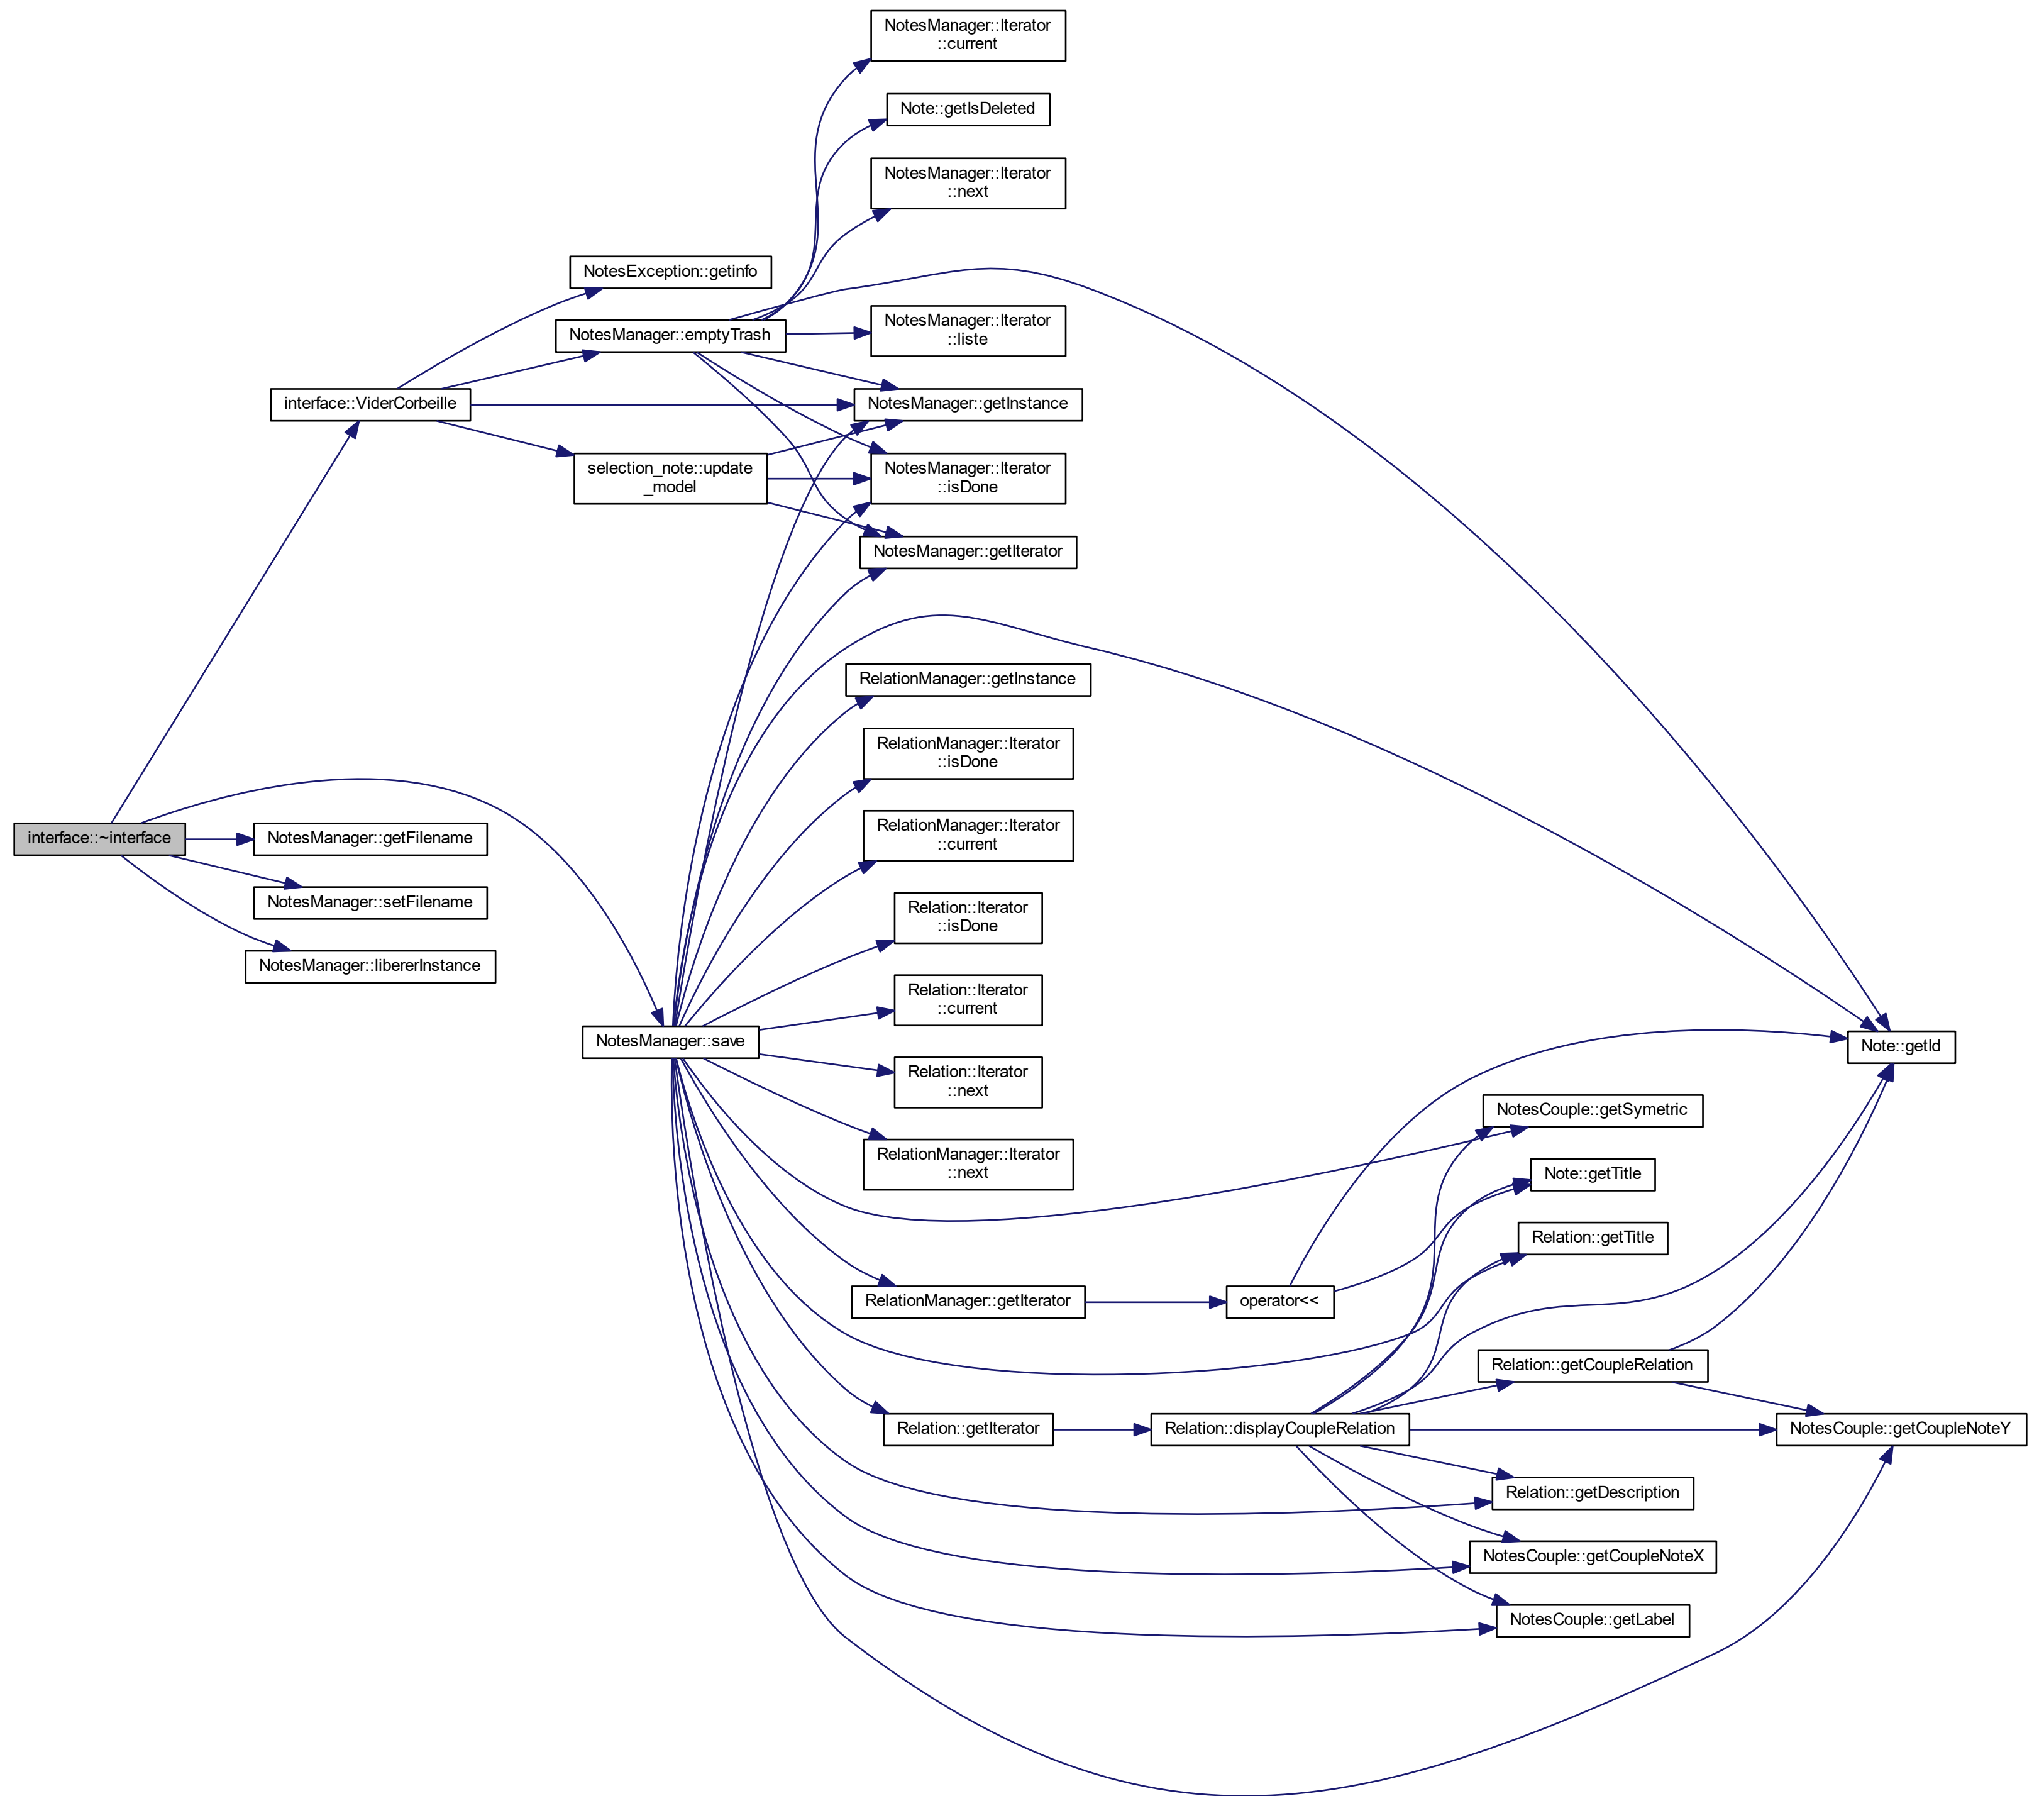 NotesManager::Iterator
::current
Note::getIsDeleted
NotesManager::Iterator
::next
NotesException::getinfo
NotesManager::emptyTrash
NotesManager::Iterator
::liste
interface::ViderCorbeille
NotesManager::getInstance
selection_note::update
_model
NotesManager::Iterator
::isDone
NotesManager::getIterator
RelationManager::getInstance
RelationManager::Iterator
::isDone
interface::~interface
NotesManager::getFilename
RelationManager::Iterator
::current
NotesManager::setFilename
Relation::Iterator
::isDone
NotesManager::libererInstance
Relation::Iterator
::current
NotesManager::save
Note::getId
Relation::Iterator
::next
NotesCouple::getSymetric
RelationManager::Iterator
::next
Note::getTitle
Relation::getTitle
RelationManager::getIterator
operator<<
Relation::getCoupleRelation
Relation::getIterator
Relation::displayCoupleRelation
NotesCouple::getCoupleNoteY
Relation::getDescription
NotesCouple::getCoupleNoteX
NotesCouple::getLabel